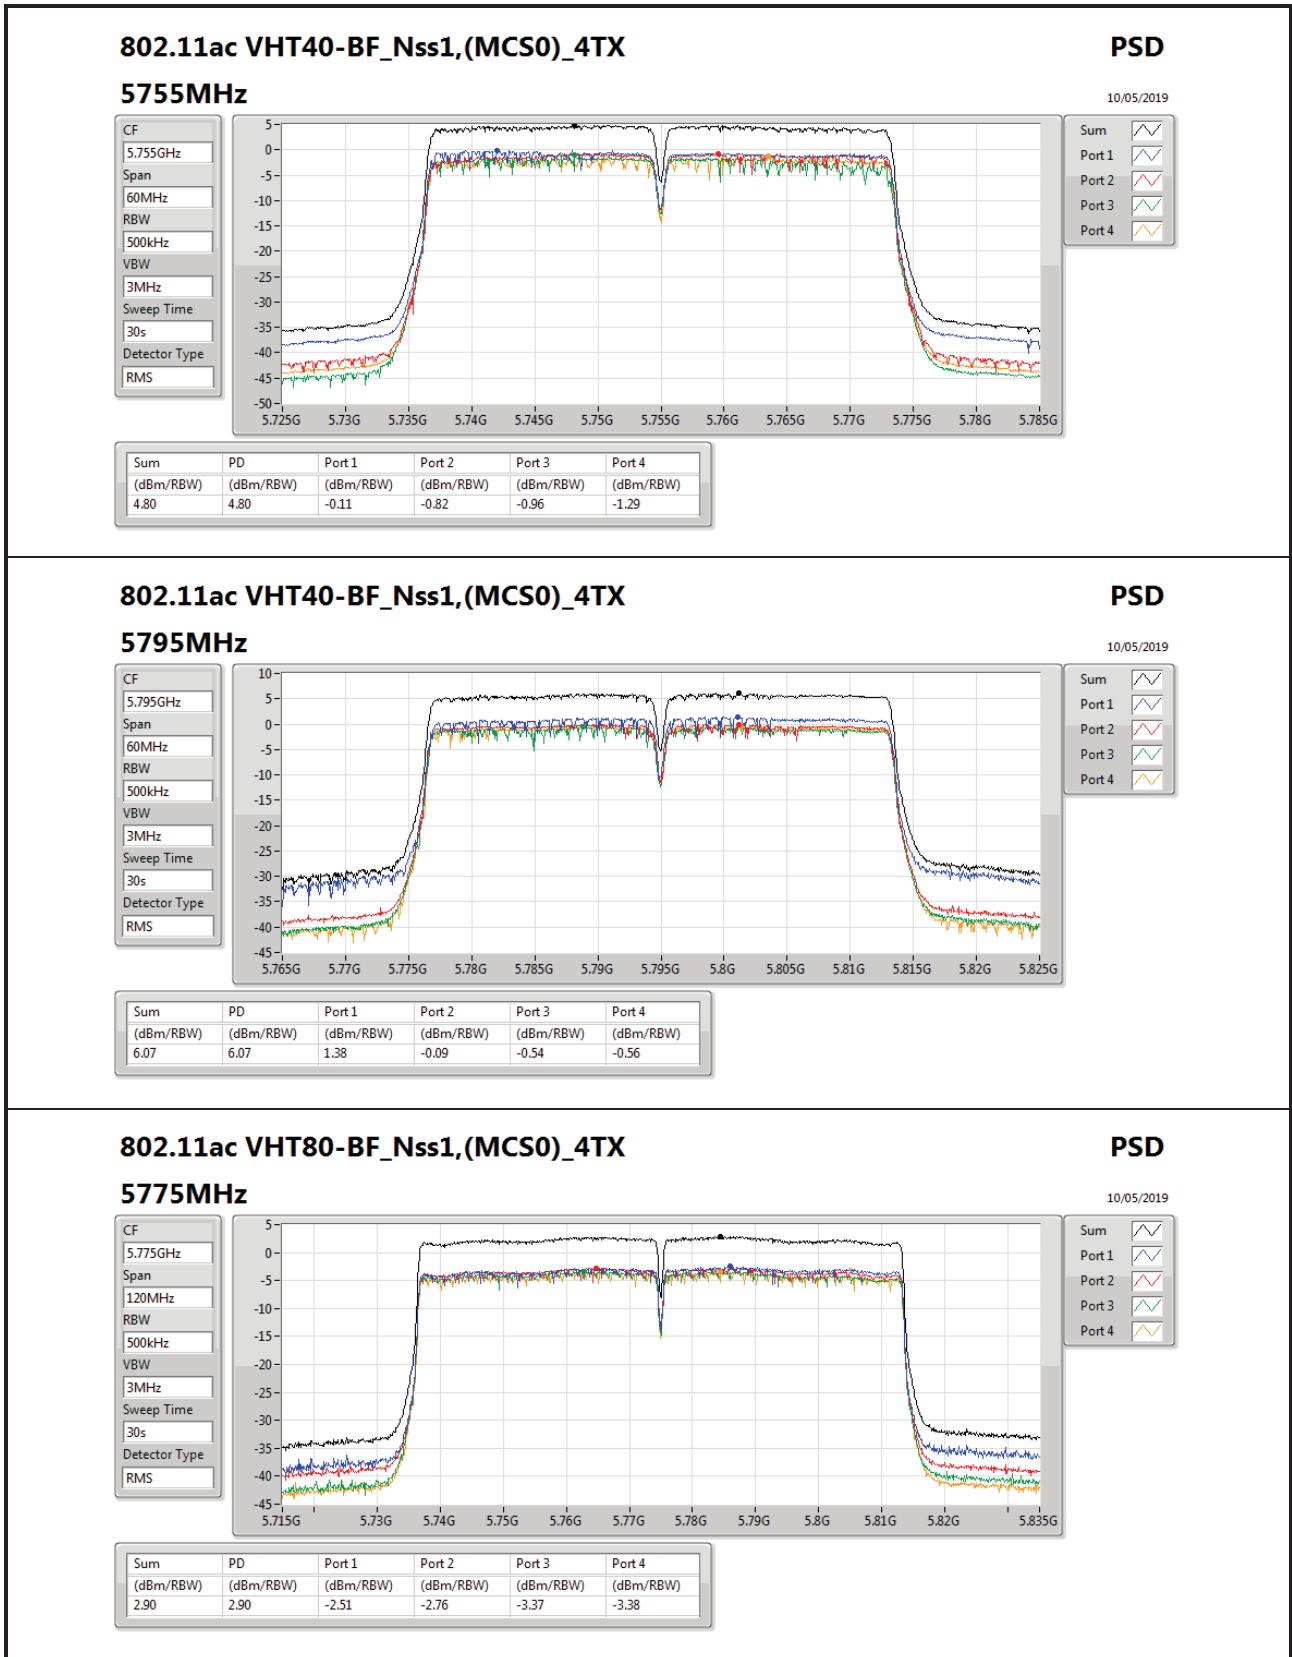 802.11ac VHT40-BF_Nss1,(MCS0)_4TX PSD
5755MHz 10/05/2019
CF
5.755GHz
Span
60MHz
RBW
500kHz
VBW
3MHz
Sweep Time
30s
Detector Type
RMS
5
0
-5
-10
-15
-20
-25
-30
-35
-40
-45
-50
5.725G 5.73G 5.735G 5.74G 5.745G 5.75G 5.755G 5.76G 5.765G 5.77G 5.775G 5.78G 5.785G
Sum
Port 1
Port 2
Port 3
Port 4
Sum PD Port 1 Port 2 Port 3 Port 4
(dBm/RBW) (dBm/RBW) (dBm/RBW) (dBm/RBW) (dBm/RBW) (dBm/RBW)
4.80 4.80 -0.11 -0.82 -0.96 -1.29
802.11ac VHT40-BF_Nss1,(MCS0)_4TX PSD
5795MHz 10/05/2019
CF
5.795GHz
Span
60MHz
RBW
500kHz
VBW
3MHz
Sweep Time
30s
Detector Type
RMS
10
5
0
-5
-10
-15
-20
-25
-30
-35
-40
-45
5.765G 5.77G 5.775G 5.78G 5.785G 5.79G 5.795G 5.8G 5.805G 5.81G 5.815G 5.82G 5.825G
Sum
Port 1
Port 2
Port 3
Port 4
Sum PD Port 1 Port 2 Port 3 Port 4
(dBm/RBW) (dBm/RBW) (dBm/RBW) (dBm/RBW) (dBm/RBW) (dBm/RBW)
6.07 6.07 1.38 -0.09 -0.54 -0.56
802.11ac VHT80-BF_Nss1,(MCS0)_4TX PSD
5775MHz 10/05/2019
CF
5.775GHz
Span
120MHz
RBW
500kHz
VBW
3MHz
Sweep Time
30s
Detector Type
RMS
5
0
-5
-10
-15
-20
-25
-30
-35
-40
-45
5.715G 5.73G 5.74G 5.75G 5.76G 5.77G 5.78G 5.79G 5.8G 5.81G 5.82G 5.835G
Sum
Port 1
Port 2
Port 3
Port 4
Sum PD Port 1 Port 2 Port 3 Port 4
(dBm/RBW) (dBm/RBW) (dBm/RBW) (dBm/RBW) (dBm/RBW) (dBm/RBW)
2.90 2.90 -2.51 -2.76 -3.37 -3.38